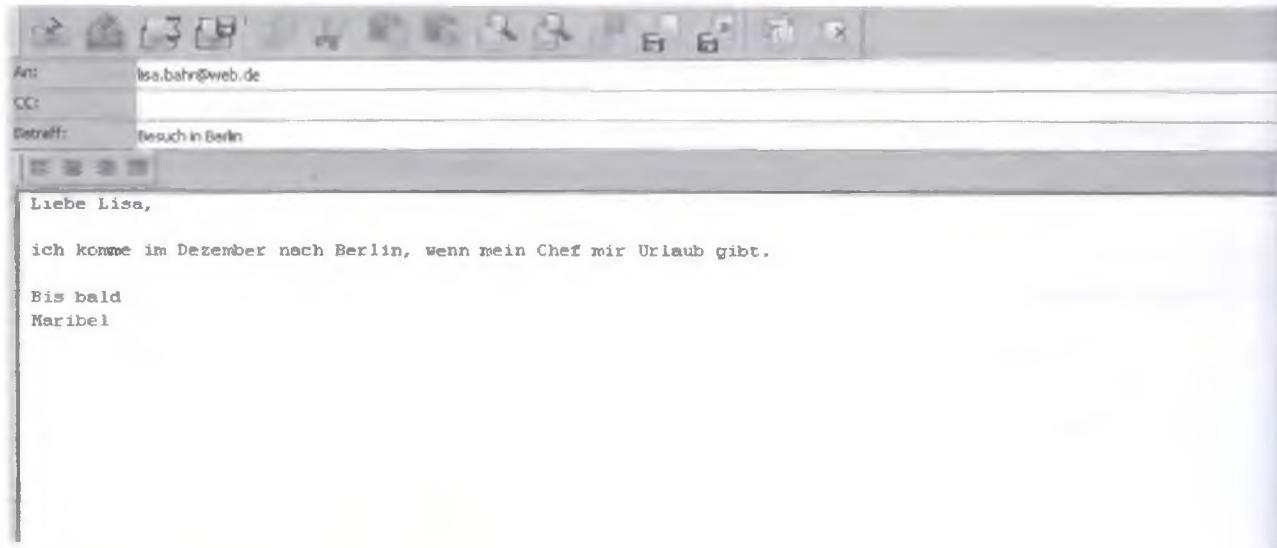 An:
lisa.bahr@web.de
CC:
Betreff:
Besuch in Berlin
Liebe Lisa,
ich komme im Dezember nach Berlin, wenn mein Chef mir Urlaub gibt.
Bis bald
Maribel